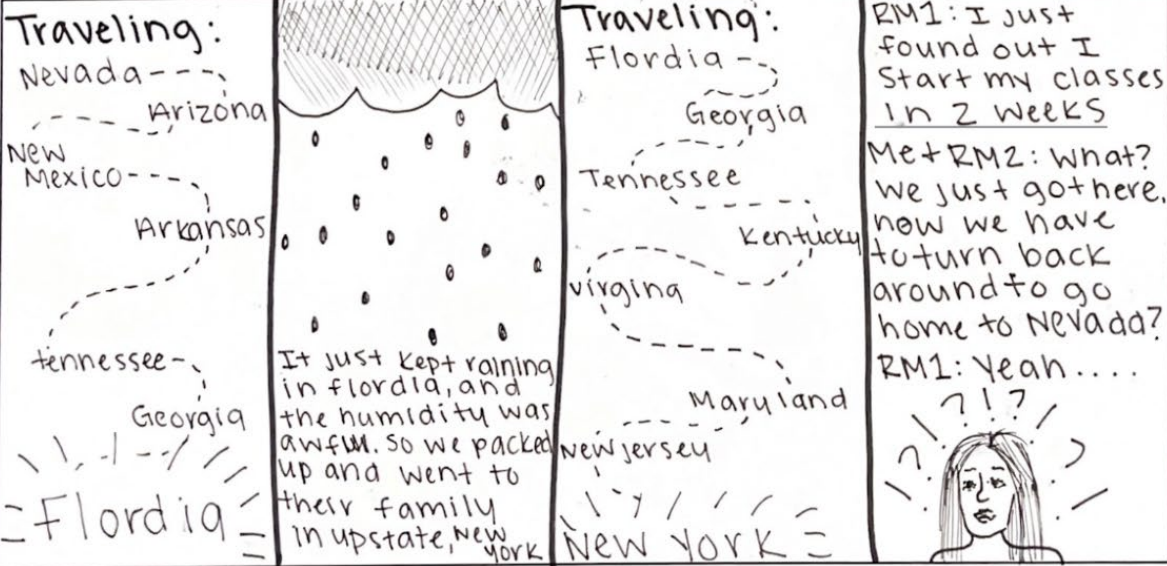 Traveling:
Nevada
Arizona
New
Mexico
Arkansas
tennessee
Georgia
Flordia
It just kept raining
in flordia, and
the humidity was
awful. So we packed
up and went to
their family
in upstate, New
York
Traveling:
Flordia
Georgia
Tennessee
Kentucky
virgina
Maryland
New jersey
New York
RM1: I just
found out I
Start my classes
in 2 weeks
Me + RM2: What?
We just got here,
now we have
to turn back
around to go
home to Nevada?
RM1: Yeah....
? ! ?
? ?